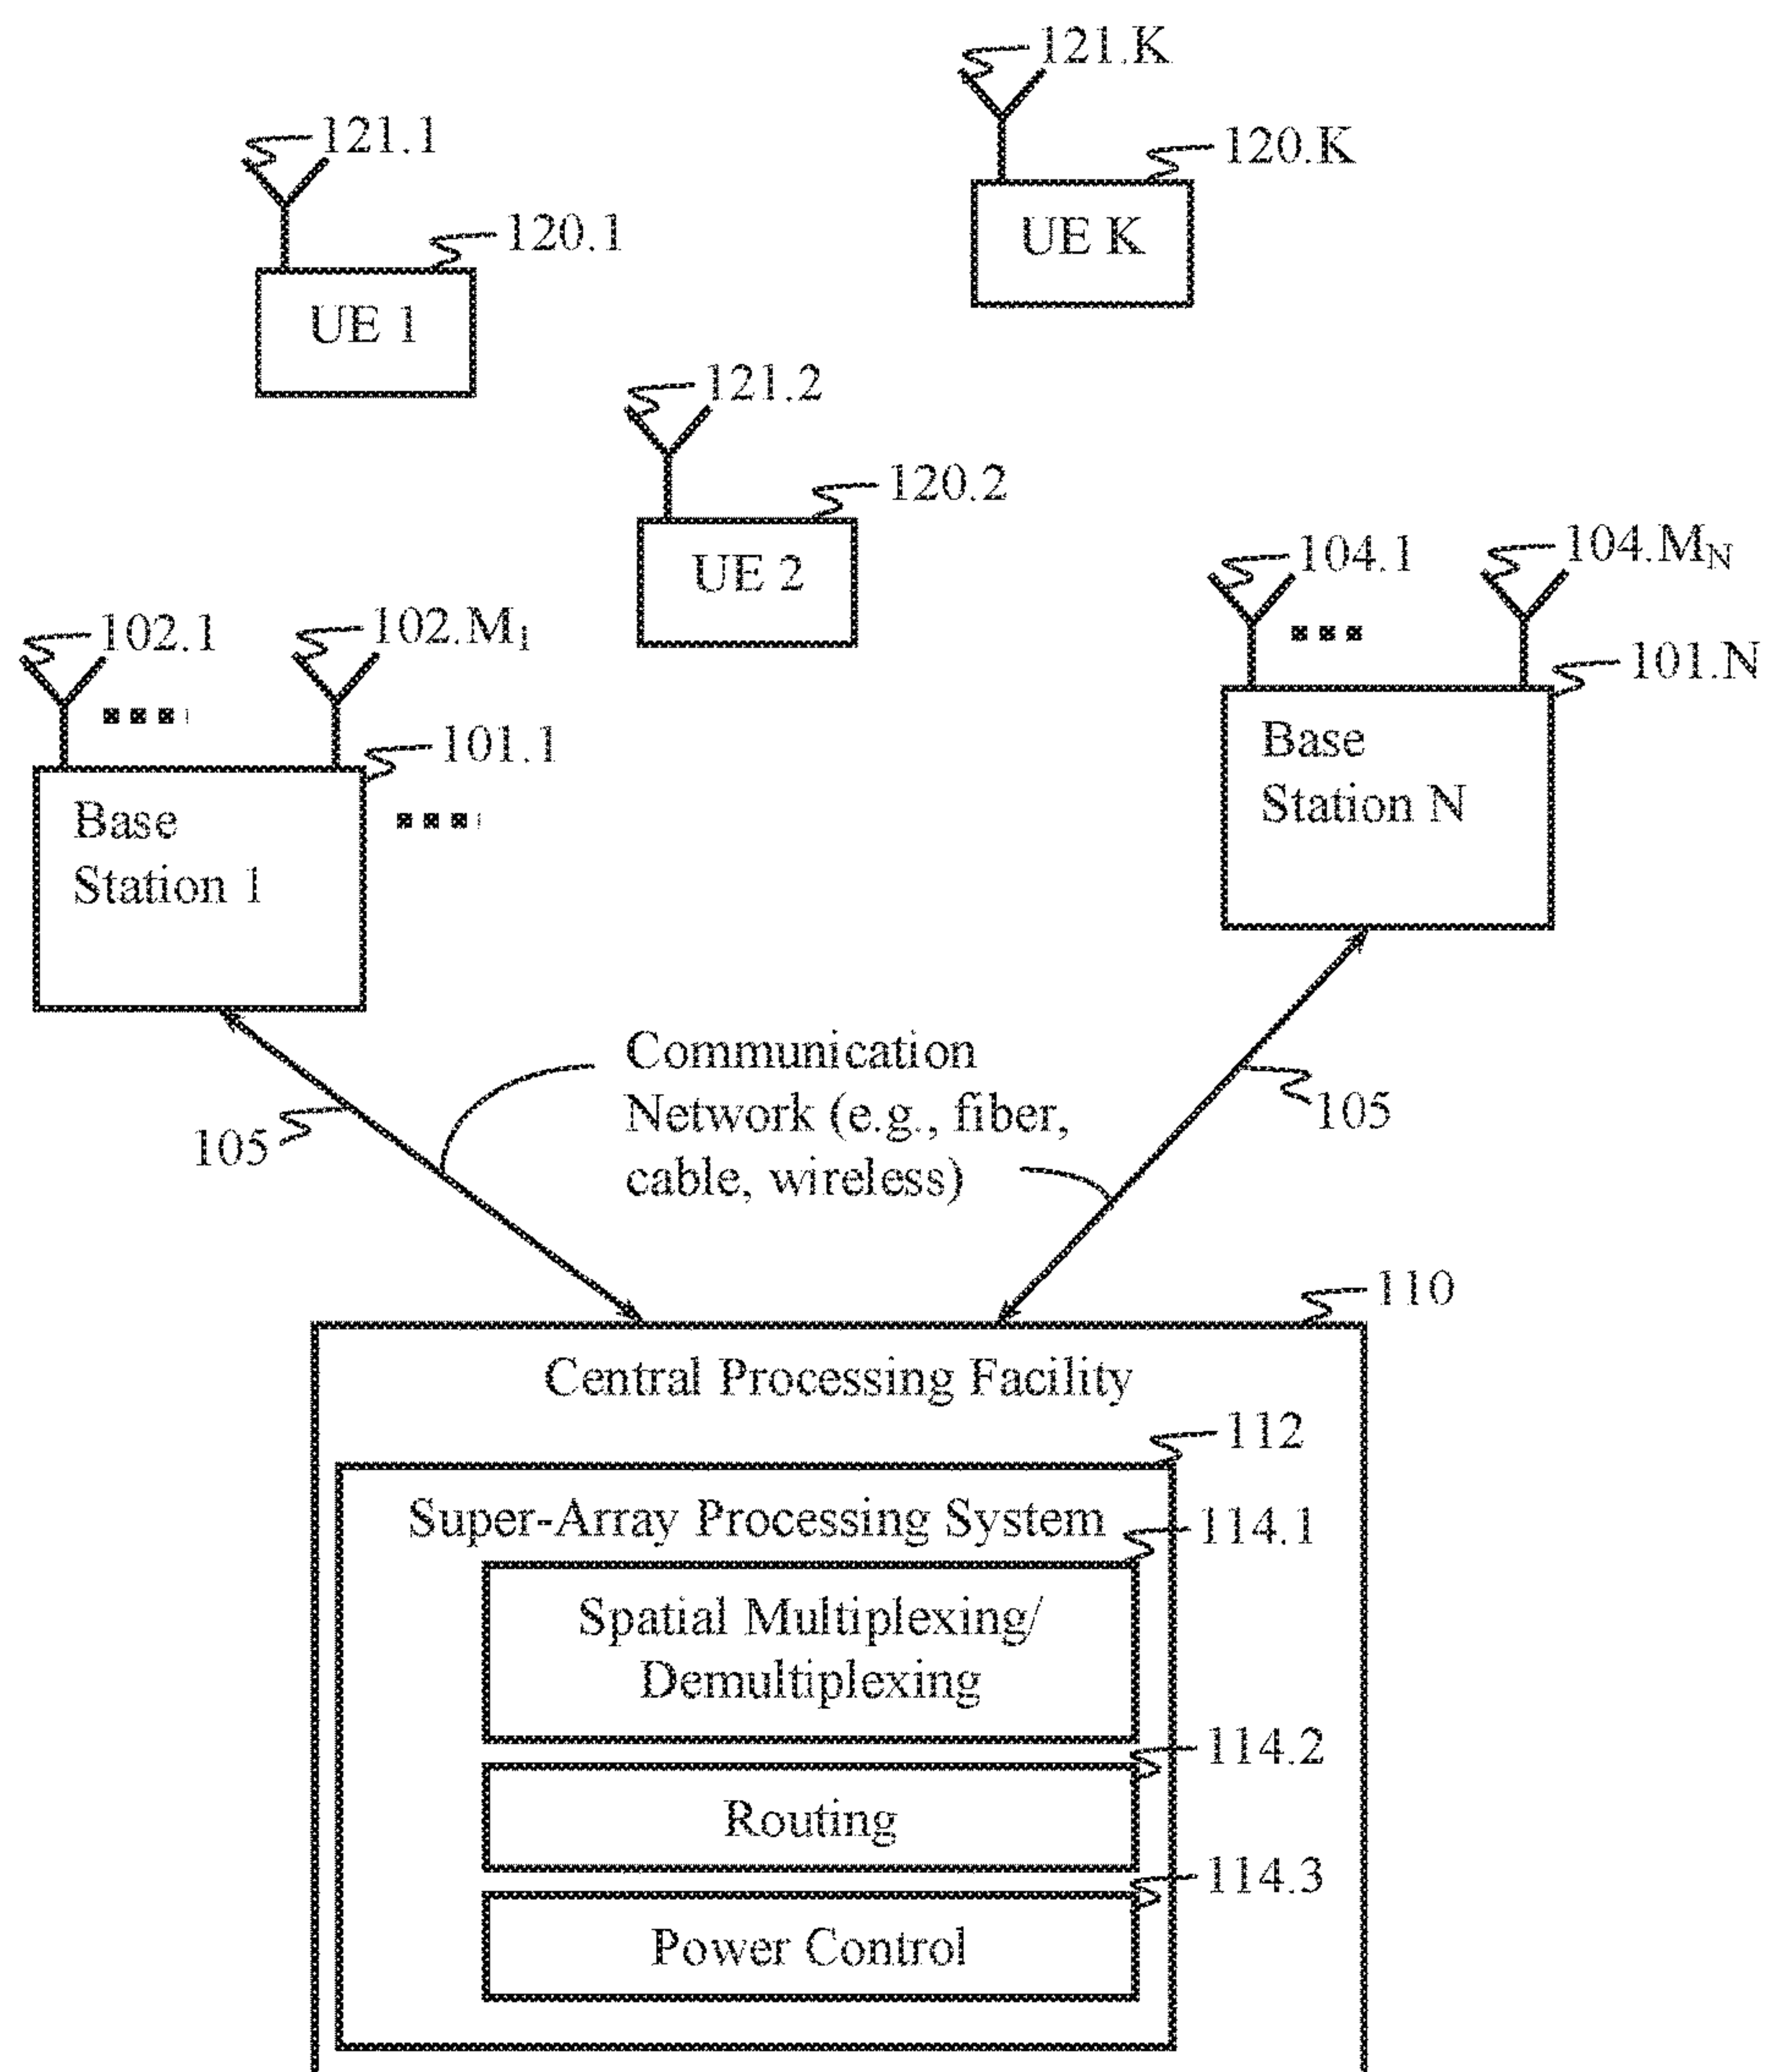 121.K
121.1
120.K
120.1
UE K
UE 1
121.2
120.2
UE 2
104.1
104.M_N
102.1
102.M_1
101.N
101.1
Base
Station N
Base
Station 1
Communication
Network (e.g., fiber,
cable, wireless)
105
105
110
Central Processing Facility
112
Super-Array Processing System
114.1
Spatial Multiplexing/
Demultiplexing
114.2
Routing
114.3
Power Control